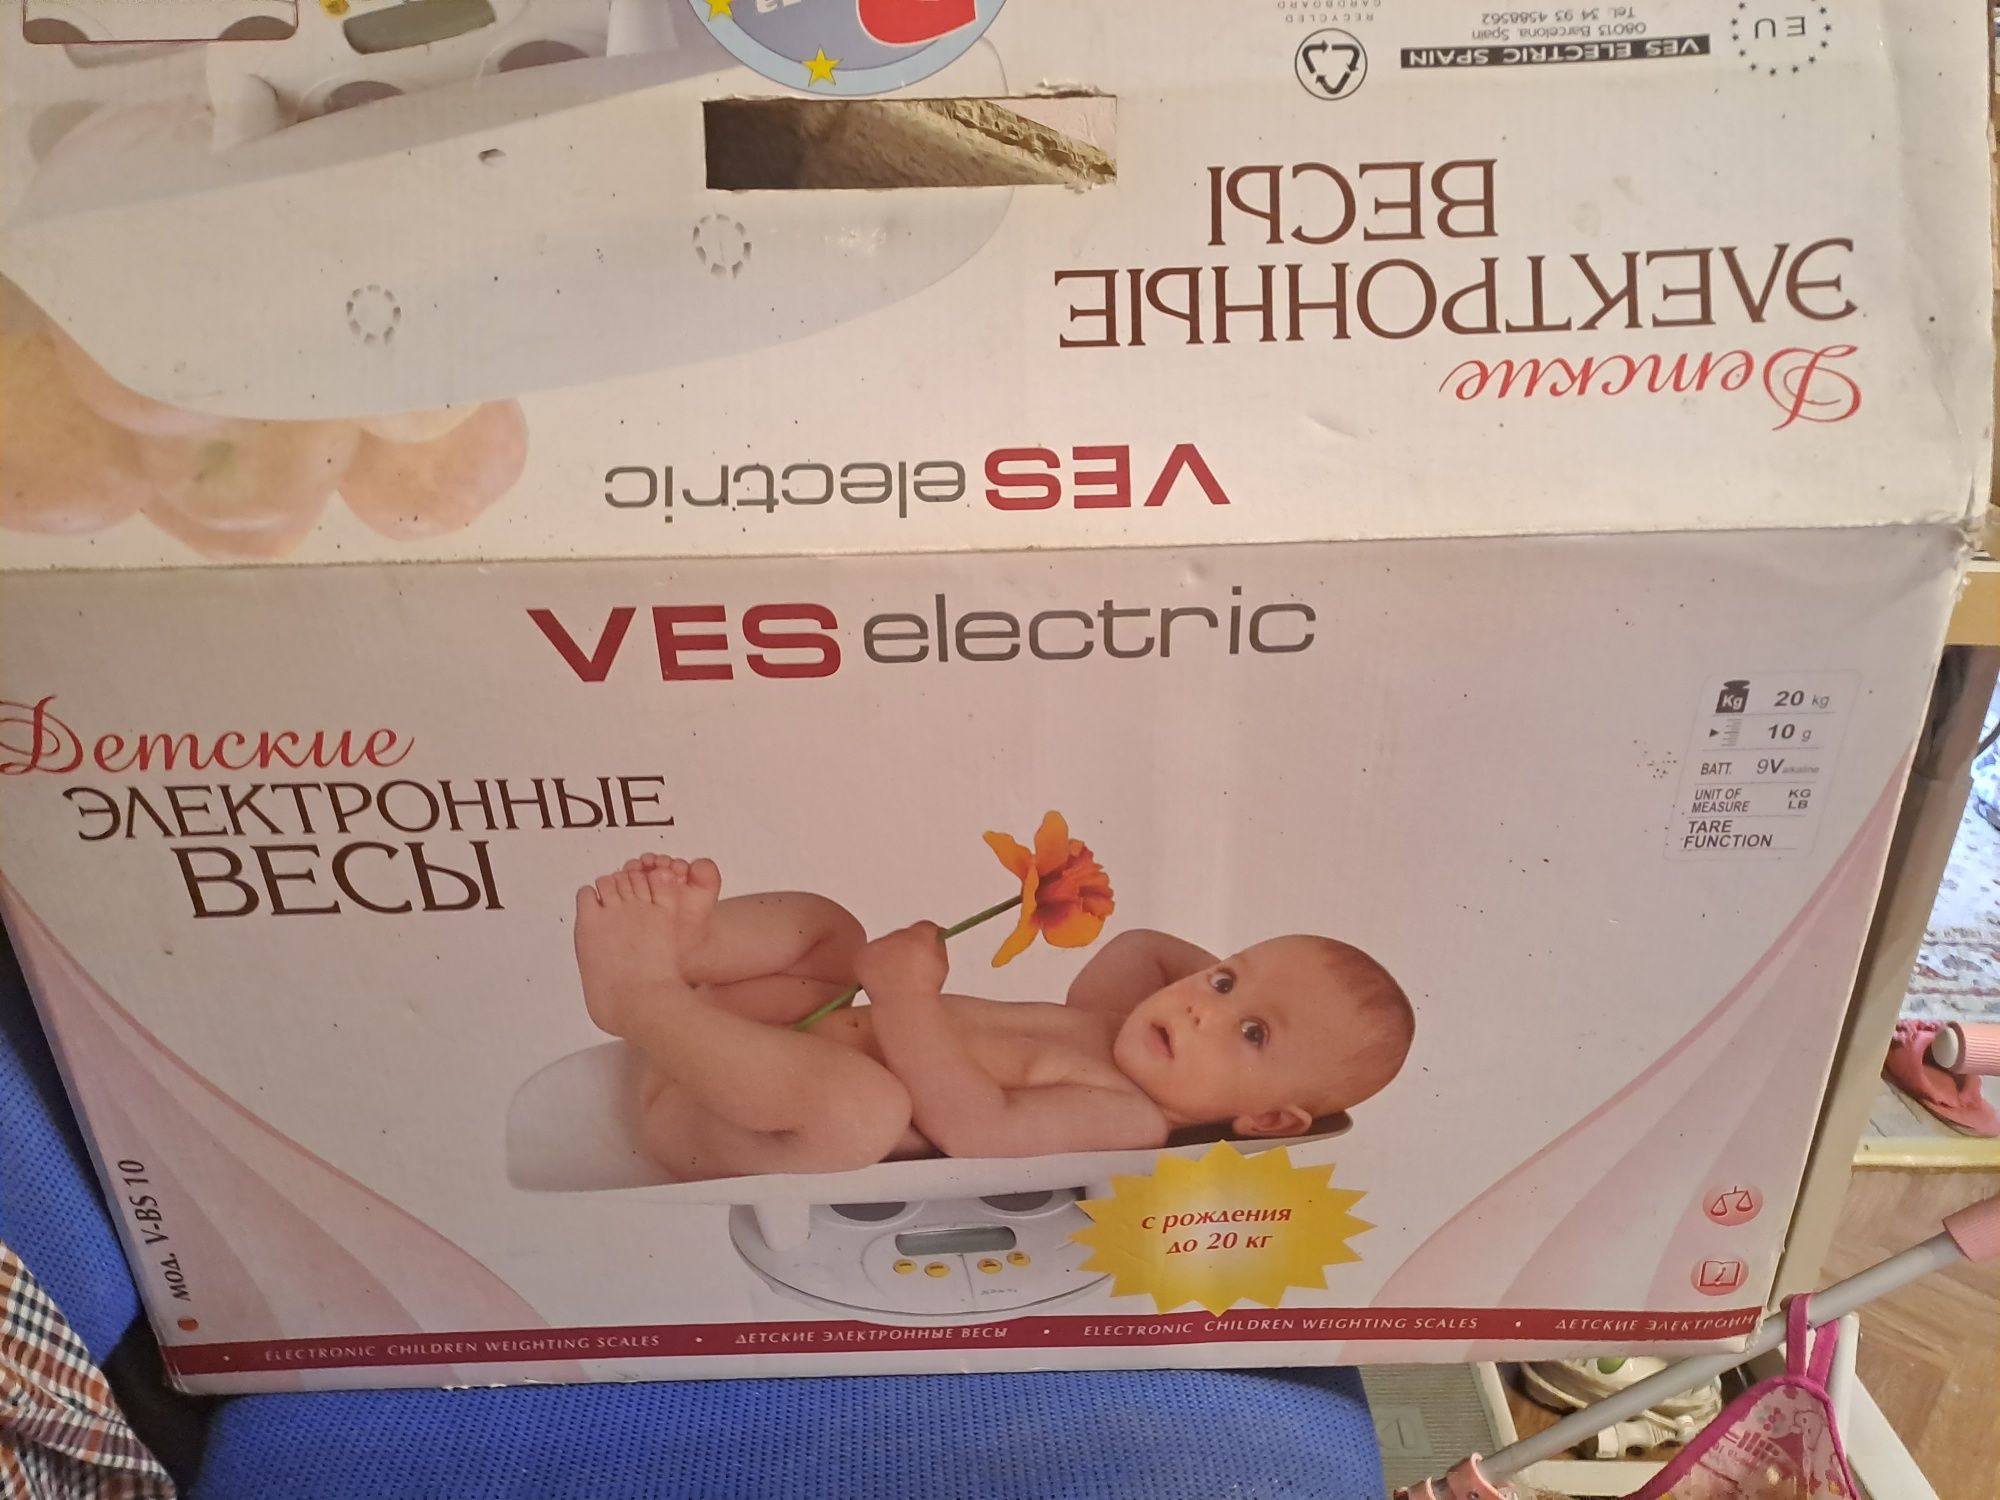 RECYCLED
CARDBOARD
EU
VES ELECTRIC SPAIN
08013 Barcelona, Spain
Tel. 34 93 4588562
Детские
ЭЛЕКТРОННЫЕ
ВЕСЫ
VES electric
VES electric
Детские
ЭЛЕКТРОННЫЕ
ВЕСЫ
Kg 20 kg
10 g
BATT. 9V alkaline
UNIT OF MEASURE KG LB
TARE FUNCTION
с рождения
до 20 кг
мод. V-BS 10
• ELECTRONIC CHILDREN WEIGHTING SCALES • ДЕТСКИЕ ЭЛЕКТРОННЫЕ ВЕСЫ • ELECTRONIC CHILDREN WEIGHTING SCALES • ДЕТСКИЕ ЭЛЕКТРОНН